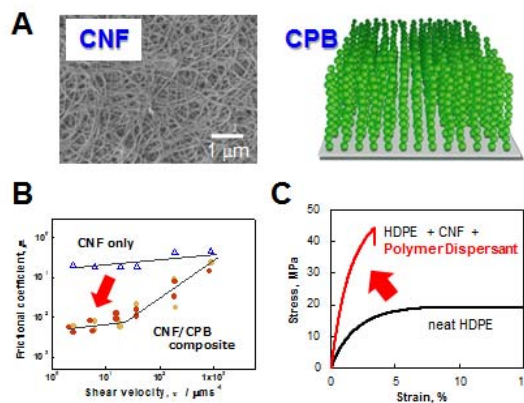 A
CNF
1 μm
CPB
B
Frictional coefficient, μ
10⁰
10⁻¹
10⁻²
10⁻³
CNF only
CNF/CPB
composite
10⁰ 10¹ 10² 1x10³
Shear velocity, v / μms⁻¹
C
Stress, MPa
50
40
30
20
10
0
HDPE + CNF +
Polymer Dispersant
neat HDPE
0 5 10 15
Strain, %